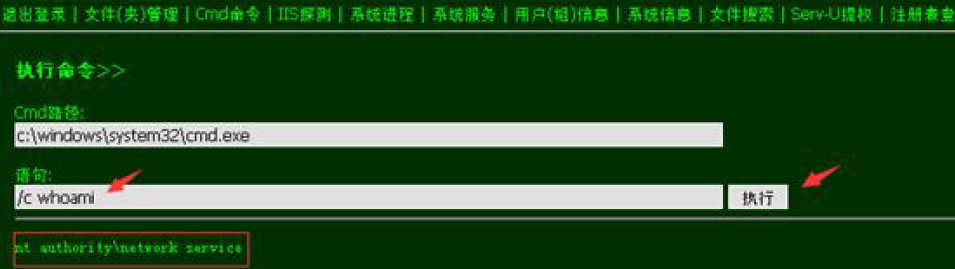 退出登录 | 文件(夹)管理 | Cmd命令 | IIS探测 | 系统进程 | 系统服务 | 用户(组)信息 | 系统信息 | 文件搜索 | Serv-U提权 | 注册表查
执行命令>>
Cmd路径:
c:\windows\system32\cmd.exe
语句:
/c whoami 执行
nt authority\network service